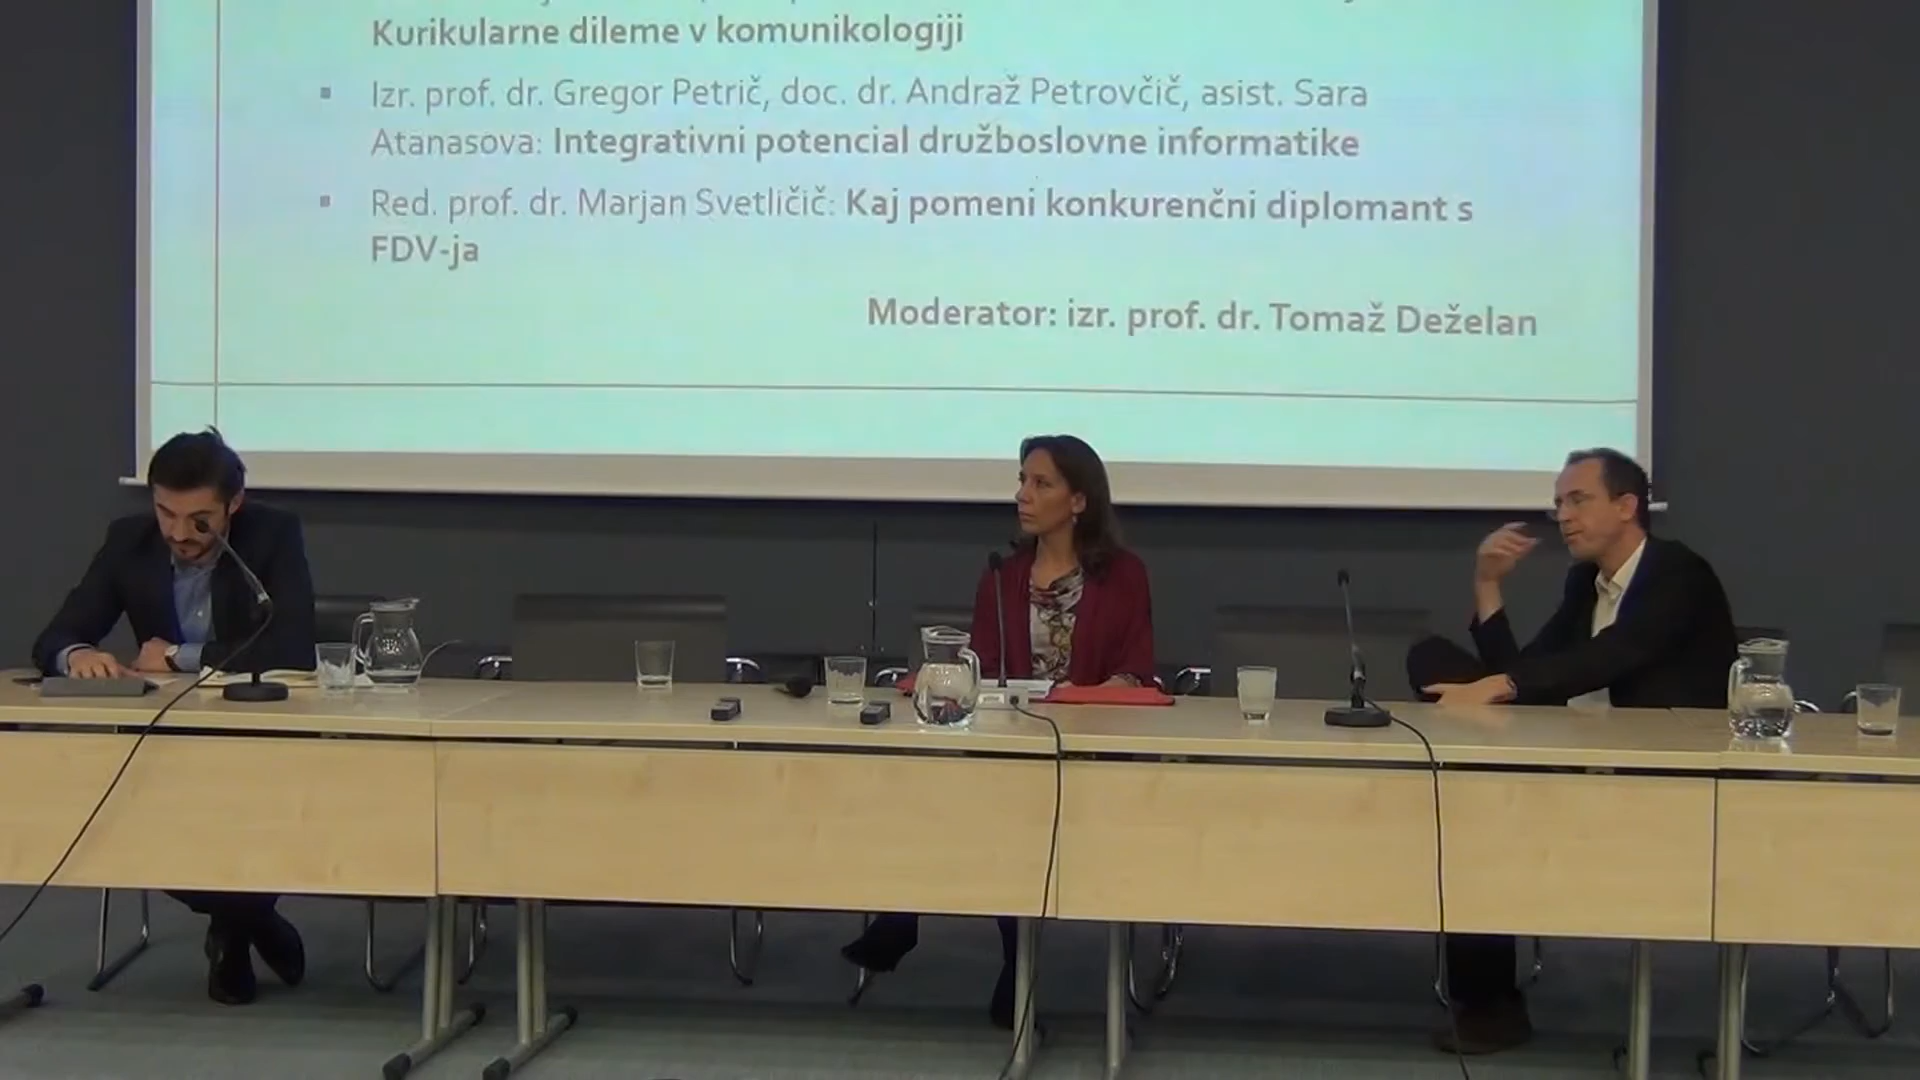 Kurikularne dileme v komunikologiji
Izr. prof. dr. Gregor Petrič, doc. dr. Andraž Petrovčič, asist. Sara
Atanasova: Integrativni potencial družboslovne informatike
Red. prof. dr. Marjan Svetličič: Kaj pomeni konkurenčni diplomant s
FDV-ja
Moderator: izr. prof. dr. Tomaž Deželan